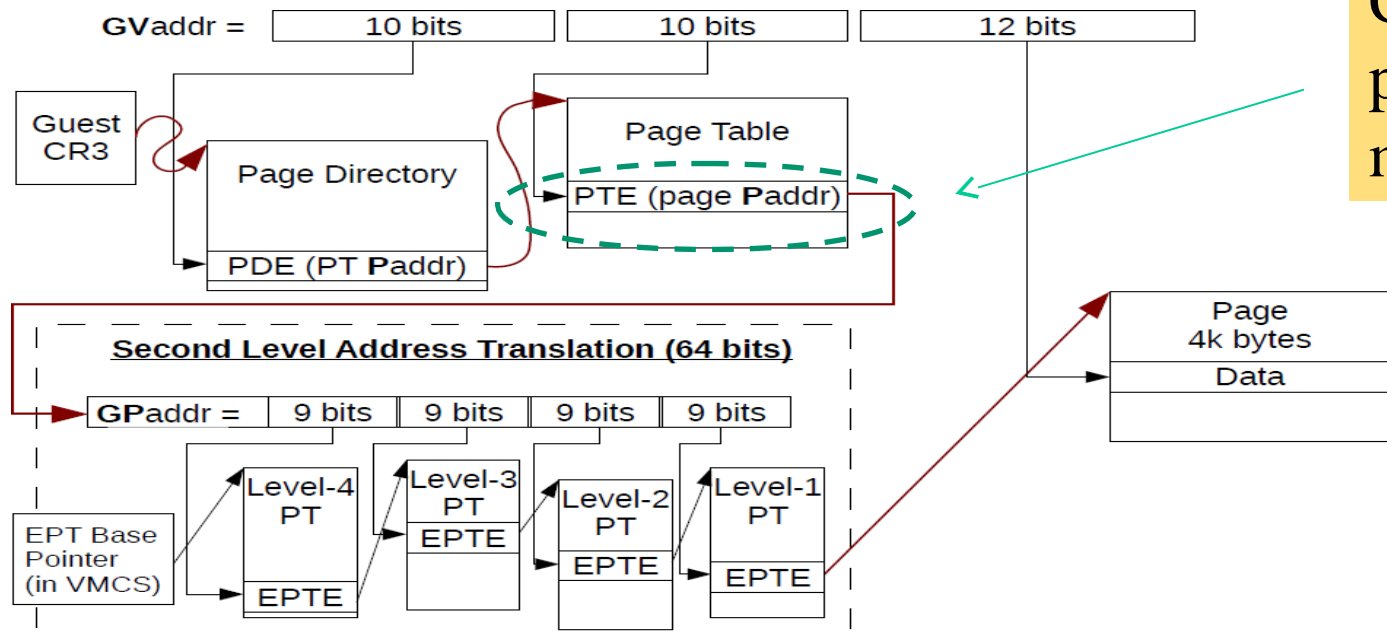 GVaddr =
10 bits
10 bits
12 bits
Guest
CR3
Page Directory
PDE (PT Paddr)
Page Table
PTE (page Paddr)
Page
4k bytes
Data
Second Level Address Translation (64 bits)
GPaddr =
9 bits
9 bits
9 bits
9 bits
EPT Base
Pointer
(in VMCS)
Level-4
PT
EPTE
Level-3
PT
EPTE
Level-2
PT
EPTE
Level-1
PT
EPTE